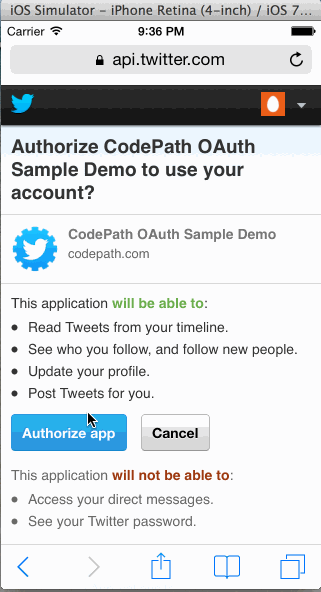 iOS Simulator – iPhone Retina (4-inch) / iOS 7...
Carrier 9:36 PM
api.twitter.com
Authorize CodePath OAuth
Sample Demo to use your
account?
CodePath OAuth Sample Demo
codepath.com
This application will be able to:
Read Tweets from your timeline.
See who you follow, and follow new people.
Update your profile.
Post Tweets for you.
Authorize app Cancel
This application will not be able to:
Access your direct messages.
See your Twitter password.